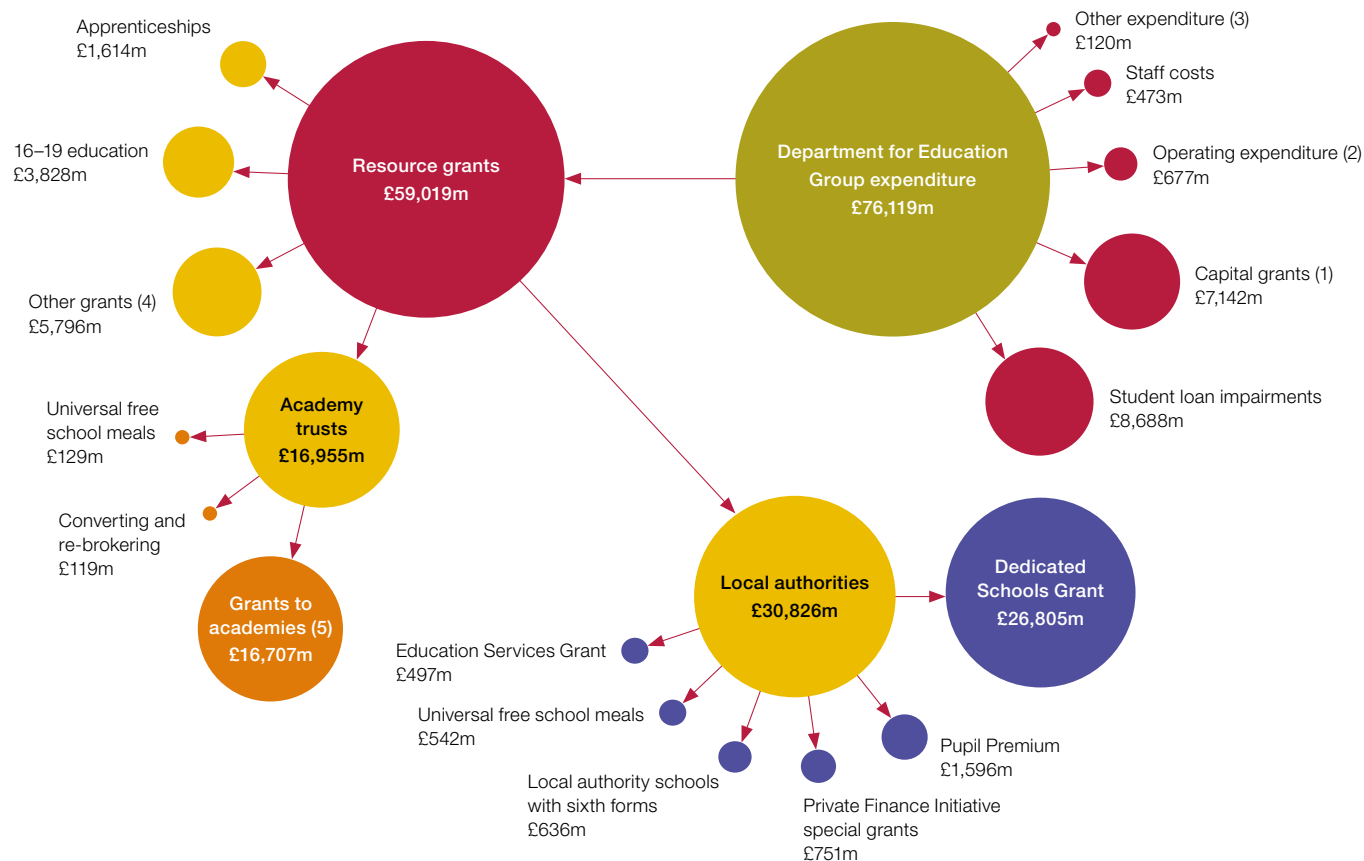 Apprenticeships
£1,614m
16–19 education
£3,828m
Other grants (4)
£5,796m
Resource grants
£59,019m
Department for Education
Group expenditure
£76,119m
Other expenditure (3)
£120m
Staff costs
£473m
Operating expenditure (2)
£677m
Capital grants (1)
£7,142m
Student loan impairments
£8,688m
Academy
trusts
£16,955m
Universal free
school meals
£129m
Converting and
re-brokering
£119m
Grants to
academies (5)
£16,707m
Local authorities
£30,826m
Dedicated
Schools Grant
£26,805m
Education Services Grant
£497m
Universal free school meals
£542m
Local authority schools
with sixth forms
£636m
Private Finance Initiative
special grants
£751m
Pupil Premium
£1,596m